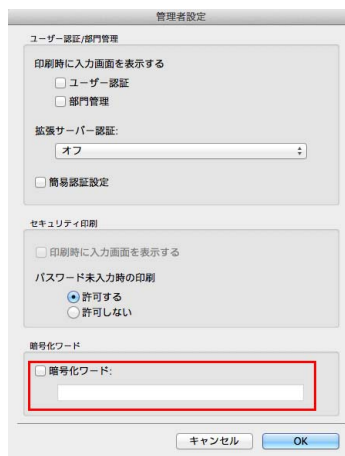 管理者設定
ユーザー認証/部門管理
印刷時に入力画面を表示する
ユーザー認証
部門管理
拡張サーバー認証:
オフ
簡易認証設定
セキュリティ印刷
印刷時に入力画面を表示する
パスワード未入力時の印刷
許可する
許可しない
暗号化ワード
暗号化ワード:
キャンセル OK